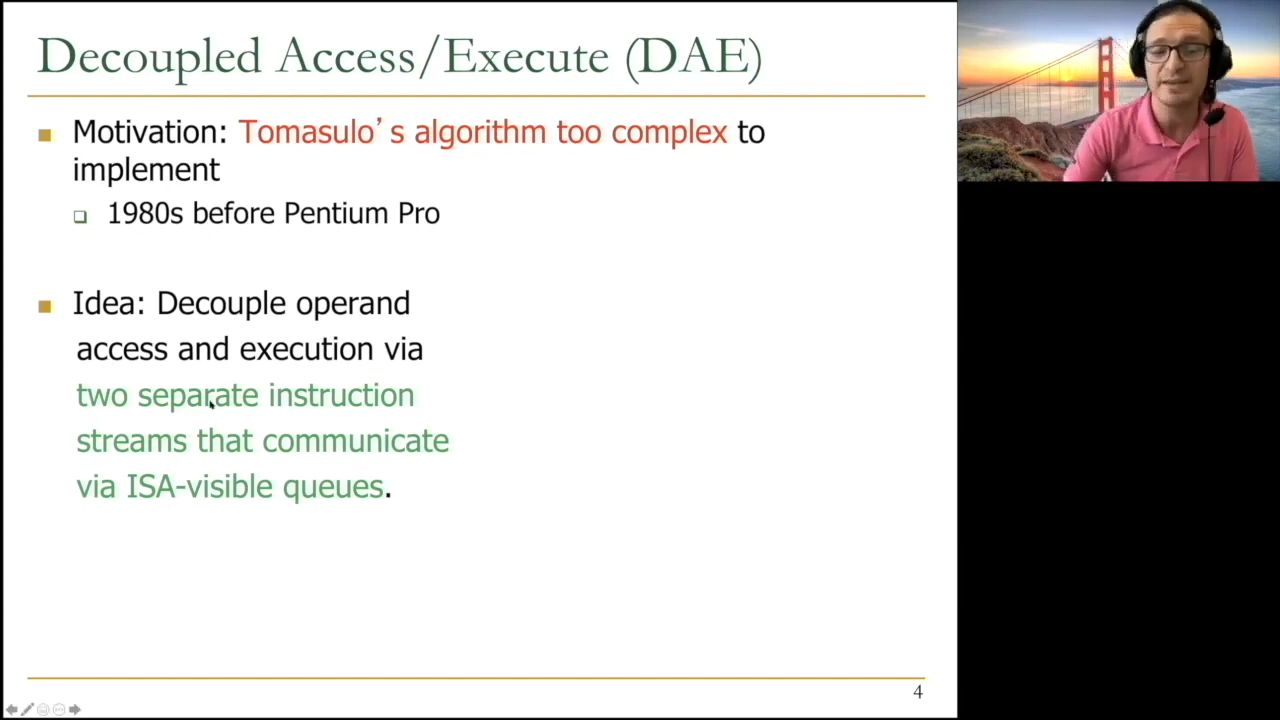 Decoupled Access/Execute (DAE)
Motivation: Tomasulo’s algorithm too complex to
implement
1980s before Pentium Pro
Idea: Decouple operand
access and execution via
two separate instruction
streams that communicate
via ISA-visible queues.
4